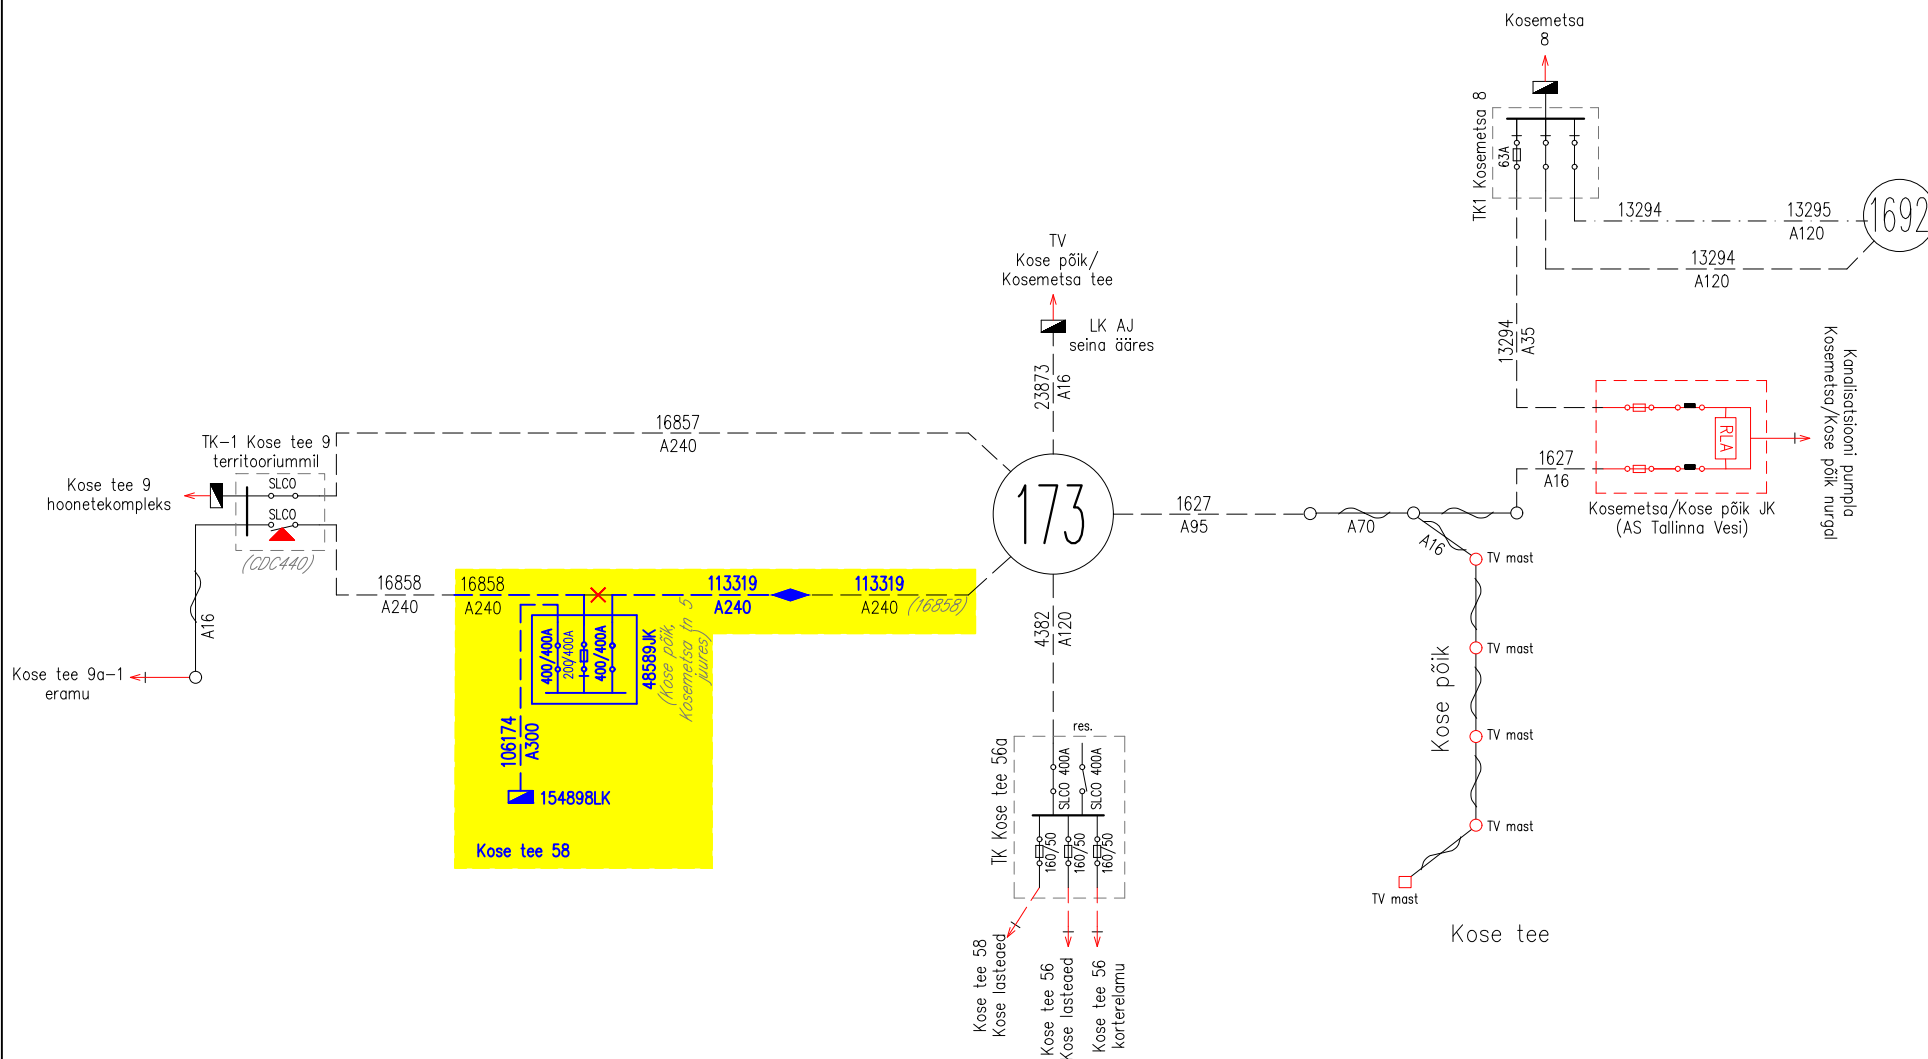 Kosemetsa
8
TK1 Kosemetsa 8
63A
13294
13295
A120
1692
13294
A120
13294
A35
TV
Kose põik/
Kosemetsa tee
LK AJ
seina ääres
23873
A16
Kanalisatsiooni pumpla
Kosemetsa/Kose põik nurgal
RLA
1627
A16
Kosemetsa/Kose põik JK
(AS Tallinna Vesi)
16857
A240
TK-1 Kose tee 9
territooriummil
SLCO
SLCO
(CDC440)
Kose tee 9
hoonetekompleks
173
1627
A95
A70
A16
TV mast
TV mast
TV mast
TV mast
TV mast
Kose põik
Kose tee
16858
A240
16858
A240
113319
A240
113319
A240
(16858)
A16
Kose tee 9a-1
eramu
400/400A
200/400A
400/400A
48589JK
(Kose põik,
Kosemetsa tn 5
juures)
106174
A300
154898LK
Kose tee 58
4382
A120
res.
TK Kose tee 56a
SLCO 400A
SLCO 400A
160/50
160/50
160/50
Kose tee 58
Kose lasteaed
Kose tee 56
Kose lasteaed
Kose tee 56
korterelamu